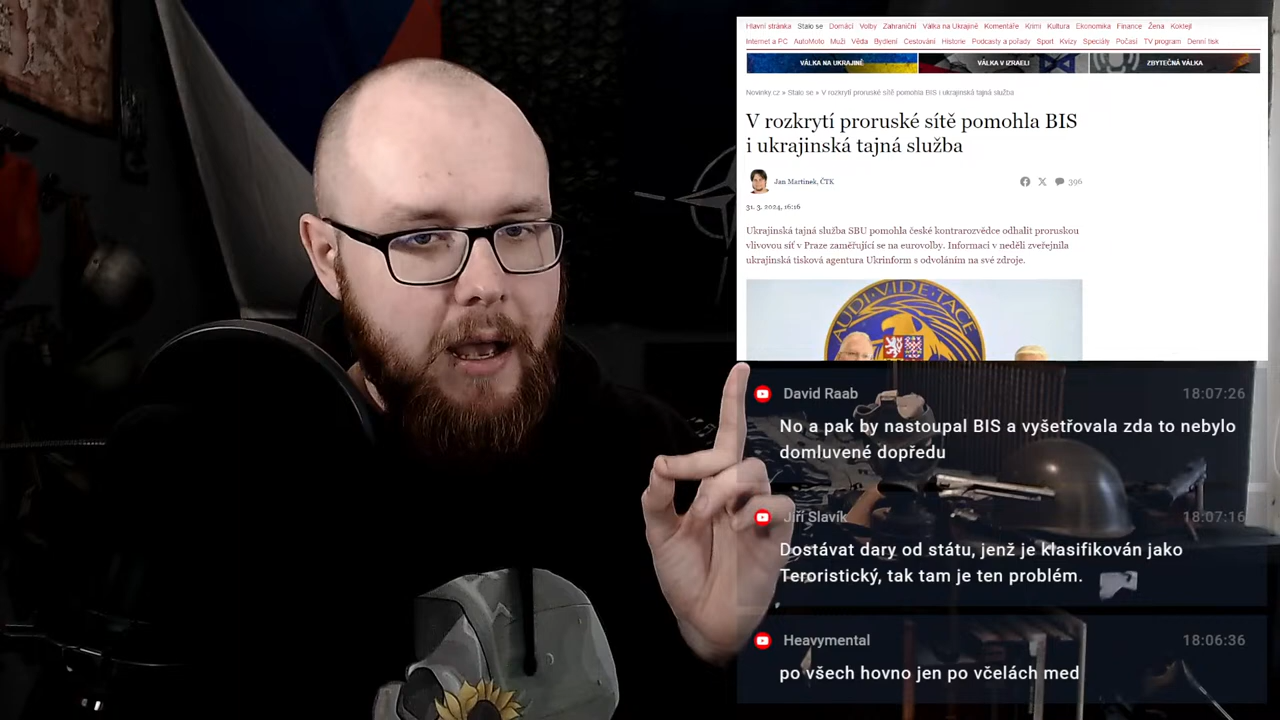 Hlavní stránka Stalo se Domácí Volby Zahraniční Válka na Ukrajině Komentáře Krimi Kultura Ekonomika Finance Žena Koktejl
Internet a PC AutoMoto Muži Věda Bydlení Cestování Historie Podcasty a pořady Sport Kvízy Speciály Počasí TV program Denní tisk
VÁLKA NA UKRAJINĚ VÁLKA V IZRAELI ZBYTEČNÁ VÁLKA
Novinky.cz » Stalo se » V rozkrytí proruské sítě pomohla BIS i ukrajinská tajná služba
V rozkrytí proruské sítě pomohla BIS
i ukrajinská tajná služba
Jan Martinek, ČTK
396
31. 3. 2024, 16:16
Ukrajinská tajná služba SBU pomohla české kontrarozvědce odhalit proruskou
vlivovou síť v Praze zaměřující se na eurovolby. Informaci v neděli zveřejnila
ukrajinská tisková agentura Ukrinform s odvoláním na své zdroje.
AUDI·VIDE·TACE
David Raab 18:07:26
No a pak by nastoupal BIS a vyšetřovala zda to nebylo
domluvené dopředu
Jiří Slavík 18:07:16
Dostávat dary od státu, jenž je klasifikován jako
Teroristický, tak tam je ten problém.
Heavymental 18:06:36
po všech hovno jen po včelách med